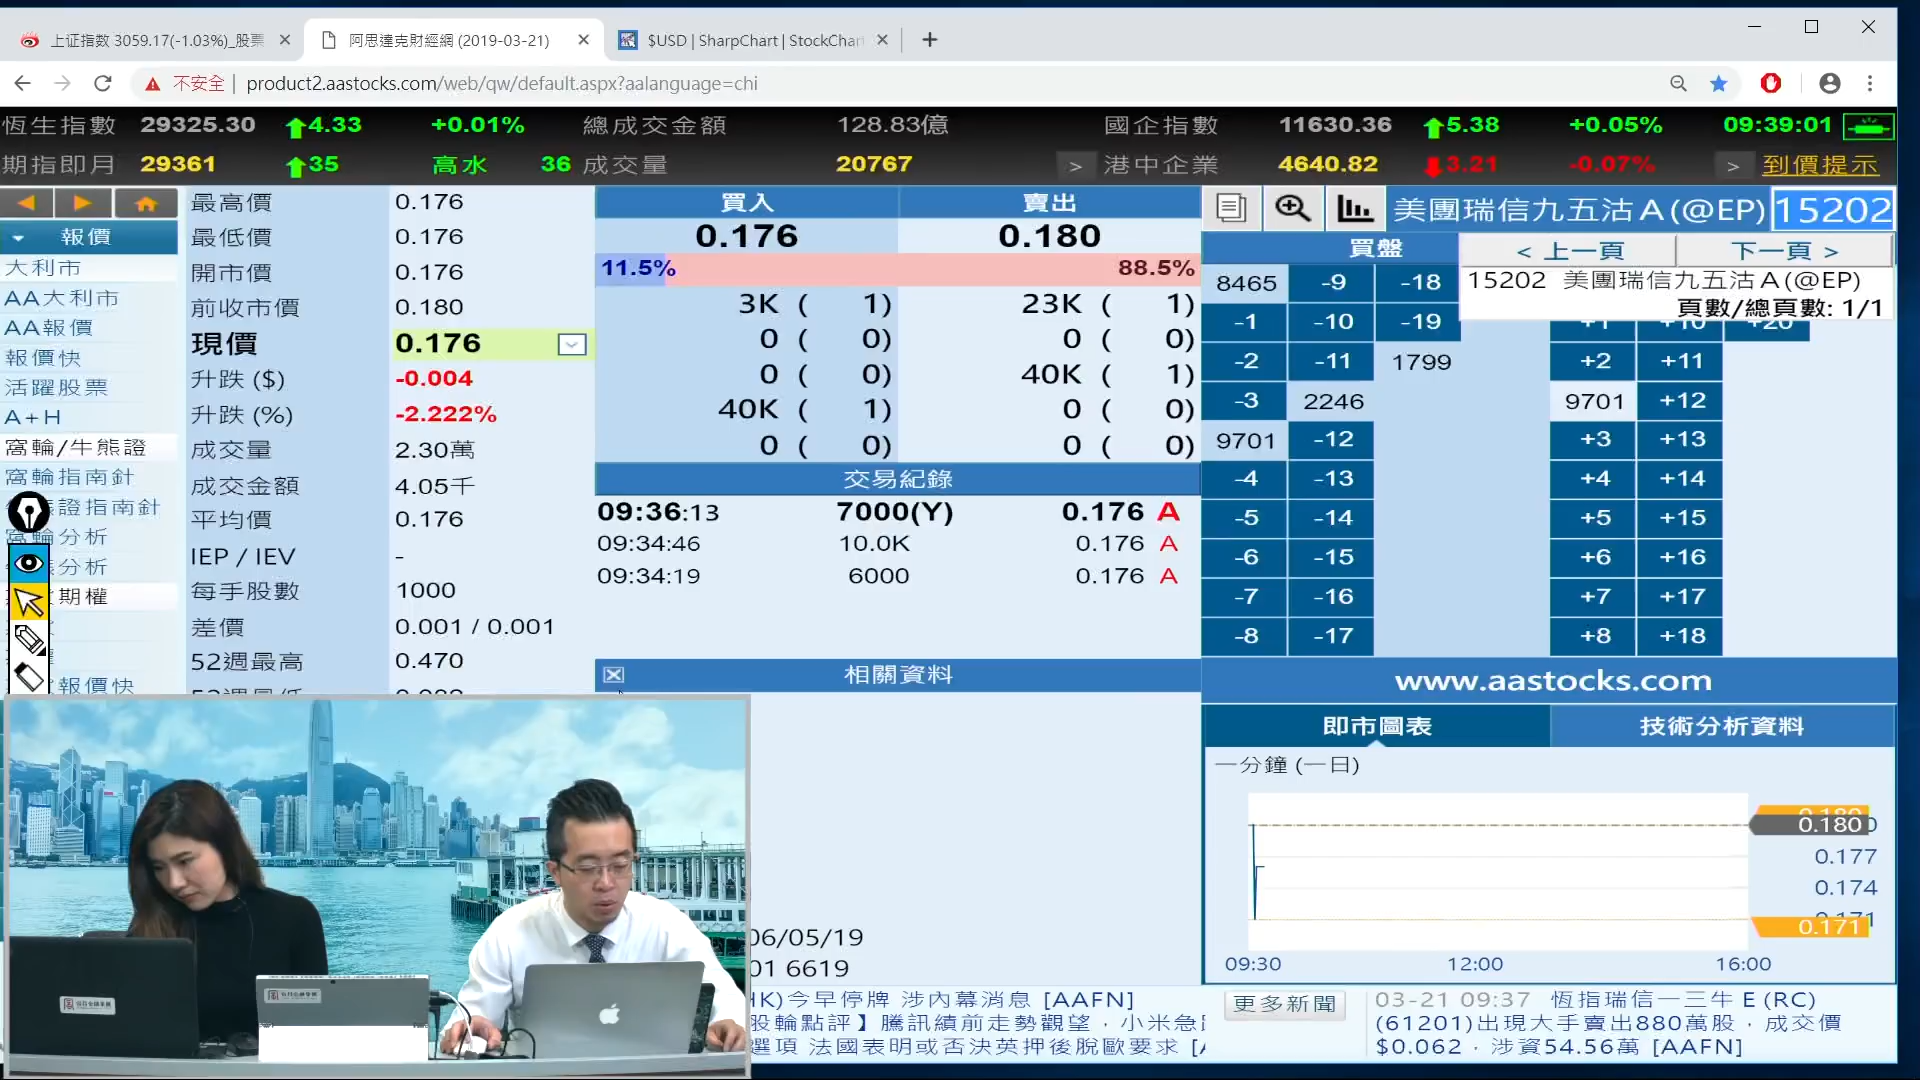 上证指数 3059.17(-1.03%)_股票
阿思達克財經網 (2019-03-21)
$USD | SharpChart | StockChar
不安全 | product2.aastocks.com/web/qw/default.aspx?aalanguage=chi
恆生指數 29325.30 4.33 +0.01% 總成交金額 128.83億 國企指數 11630.36 5.38 +0.05% 09:39:01
期指即月 29361 35 高水 36 成交量 20767 > 港中企業 4640.82 3.21 -0.07% > 到價提示
報價
大利市
AA大利市
AA報價
報價快
活躍股票
A+H
窩輪/牛熊證
窩輪指南針
證指南針
窩輪分析
分析
期權
報價快
最高價 0.176
最低價 0.176
開市價 0.176
前收市價 0.180
現價 0.176
升跌 ($) -0.004
升跌 (%) -2.222%
成交量 2.30萬
成交金額 4.05千
平均價 0.176
IEP / IEV -
每手股數 1000
差價 0.001 / 0.001
52週最高 0.470
買入 賣出
0.176 0.180
11.5% 88.5%
3K ( 1) 23K ( 1)
0 ( 0) 0 ( 0)
0 ( 0) 40K ( 1)
40K ( 1) 0 ( 0)
0 ( 0) 0 ( 0)
交易紀錄
09:36:13 7000(Y) 0.176 A
09:34:46 10.0K 0.176 A
09:34:19 6000 0.176 A
相關資料
06/05/19
01 6619
美團瑞信九五沽A(@EP) 15202
買盤 < 上一頁 下一頁 >
15202 美團瑞信九五沽A(@EP)
頁數/總頁數: 1/1
8465 -9 -18
-1 -10 -19 +1 +10 +20
-2 -11 1799 +2 +11
-3 2246 9701 +12
9701 -12 +3 +13
-4 -13 +4 +14
-5 -14 +5 +15
-6 -15 +6 +16
-7 -16 +7 +17
-8 -17 +8 +18
www.aastocks.com
即市圖表 技術分析資料
一分鐘 (一日)
0.180
0.177
0.174
0.171
09:30 12:00 16:00
HK)今早停牌 涉內幕消息 [AAFN]
股輪點評】騰訊績前走勢觀望，小米急
選項 法國表明或否決英押後脫歐要求 [A
更多新聞
03-21 09:37 恆指瑞信一三牛E(RC)
(61201)出現大手賣出880萬股，成交價
$0.062，涉資54.56萬 [AAFN]